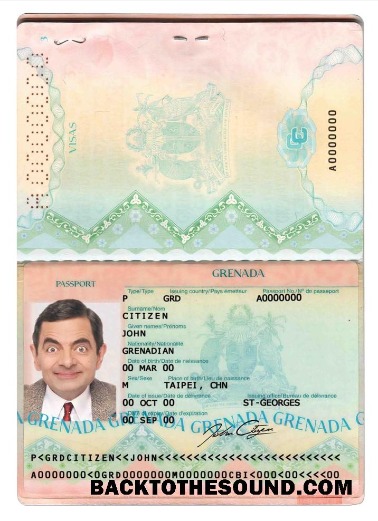 VISAS
A0000000
GRENADA
PASSPORT
Type/Type Issuing country/Pays émetteur Passport No./N° de passeport
P GRD A0000000
Surname/Nom
CITIZEN
Given names/Prénoms
JOHN
Nationality/Nationalité
GRENADIAN
Date of birth/Date de naissance
00 MAR 00
Sex/Sexe Place of birth/Lieu de naissance
M TAIPEI, CHN
Date of issue/Date de délivrance Issuing officer/Bureau de délivrance
00 OCT 00 ST-GEORGES
Date of expiry/Date d'expiration
00 SEP 00
GRENADA GRENADA GRENADA GRENADA
John Citizen
P<GRDCITIZEN<<JOHN<<<<<<<<<<<<<<<<<<<<<<<<<<
A0000000<0GRD0000000M0000000CBI<000<00<<<<00
BACKTOTHESOUND.COM